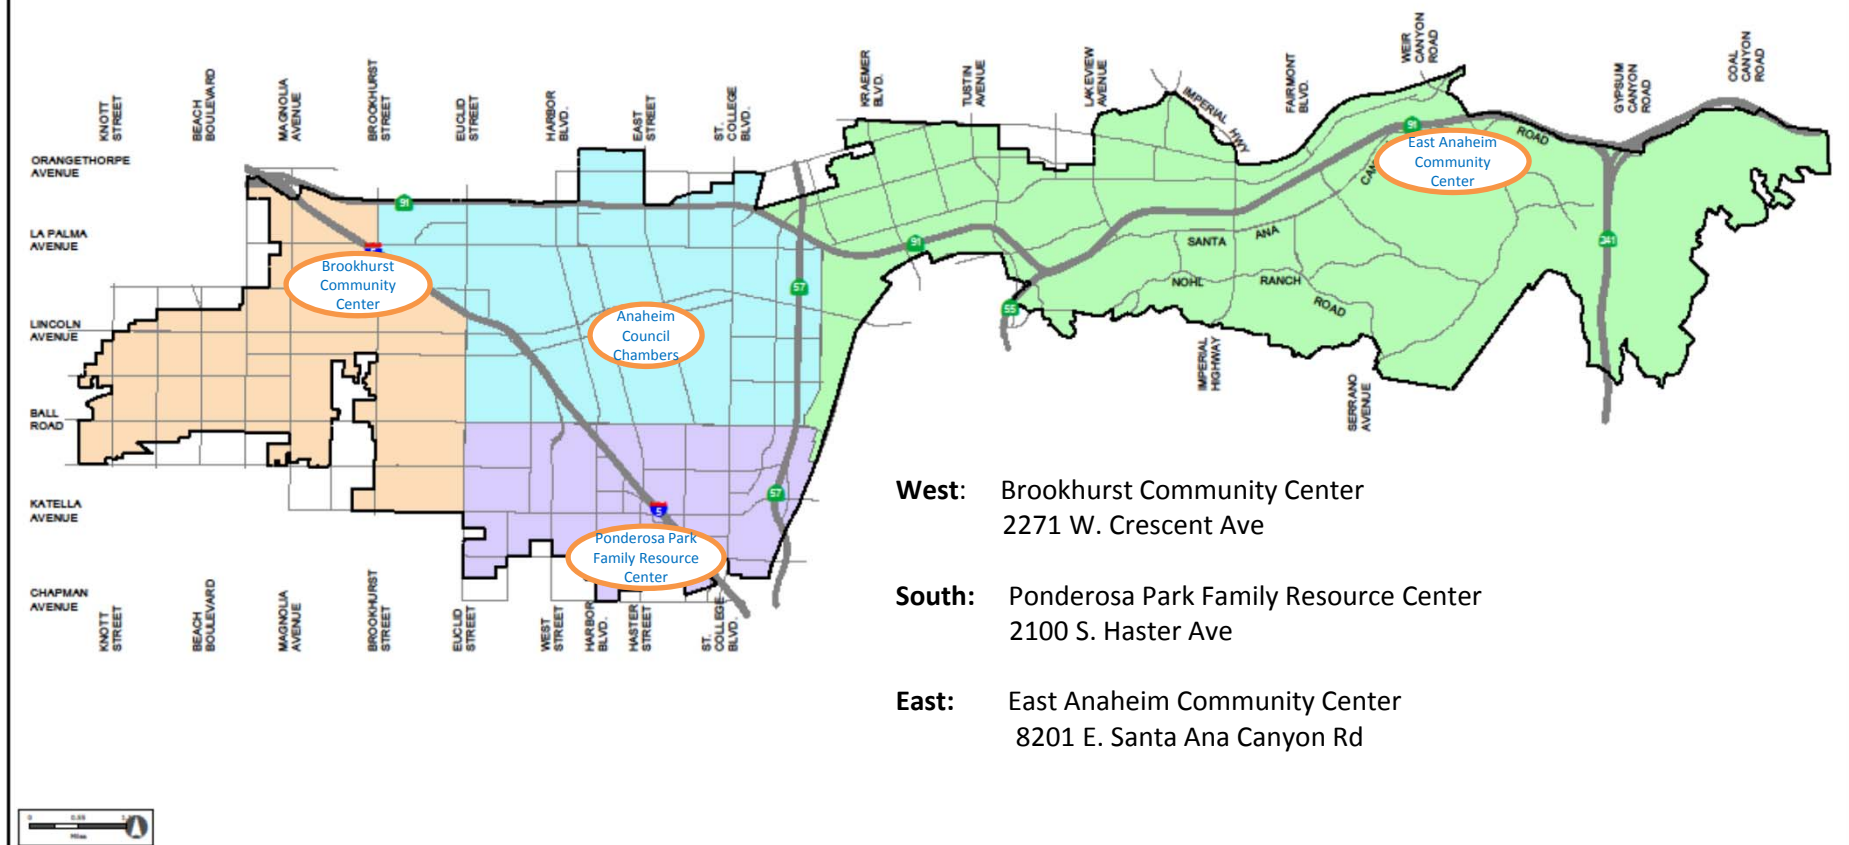 KNOTT
STREET
BEACH
BOULEVARD
MAGNOLIA
AVENUE
BROOKHURST
STREET
EUCLID
STREET
HARBOR
BLVD.
EAST
STREET
ST.
COLLEGE
BLVD.
KRAEMER
BLVD.
TUSTIN
AVENUE
LAKEVIEW
AVENUE
IMPERIAL HWY
FAIRMONT
BLVD.
WEIR
CANYON
ROAD
GYPSUM
CANYON
ROAD
COAL
CANYON
ROAD
ORANGETHORPE
AVENUE
LA PALMA
AVENUE
LINCOLN
AVENUE
BALL
ROAD
KATELLA
AVENUE
CHAPMAN
AVENUE
91
91
91
57
57
55
241
5
Brookhurst
Community
Center
Anaheim
Council
Chambers
Ponderosa Park
Family Resource
Center
East Anaheim
Community
Center
SANTA ANA
ROAD
NOHL RANCH ROAD
IMPERIAL
HIGHWAY
SERRANO
AVENUE
KNOTT
STREET
BEACH
BOULEVARD
MAGNOLIA
AVENUE
BROOKHURST
STREET
EUCLID
STREET
WEST
STREET
HARBOR
BLVD.
HASTER
STREET
ST.
COLLEGE
BLVD.
West: Brookhurst Community Center
2271 W. Crescent Ave
South: Ponderosa Park Family Resource Center
2100 S. Haster Ave
East: East Anaheim Community Center
8201 E. Santa Ana Canyon Rd
Miles